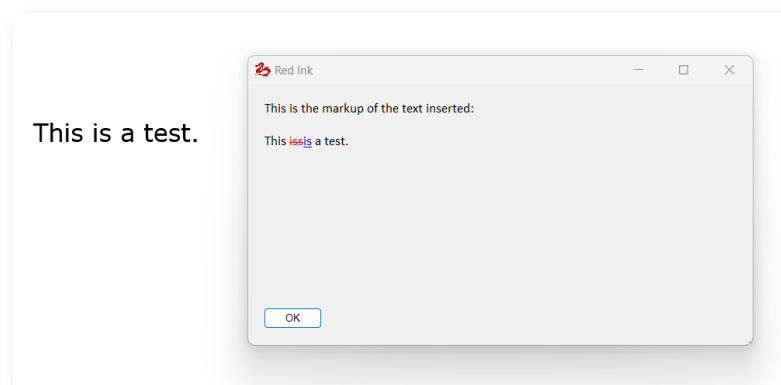 This is a test.
Red Ink
This is the markup of the text inserted:
This issis a test.
OK